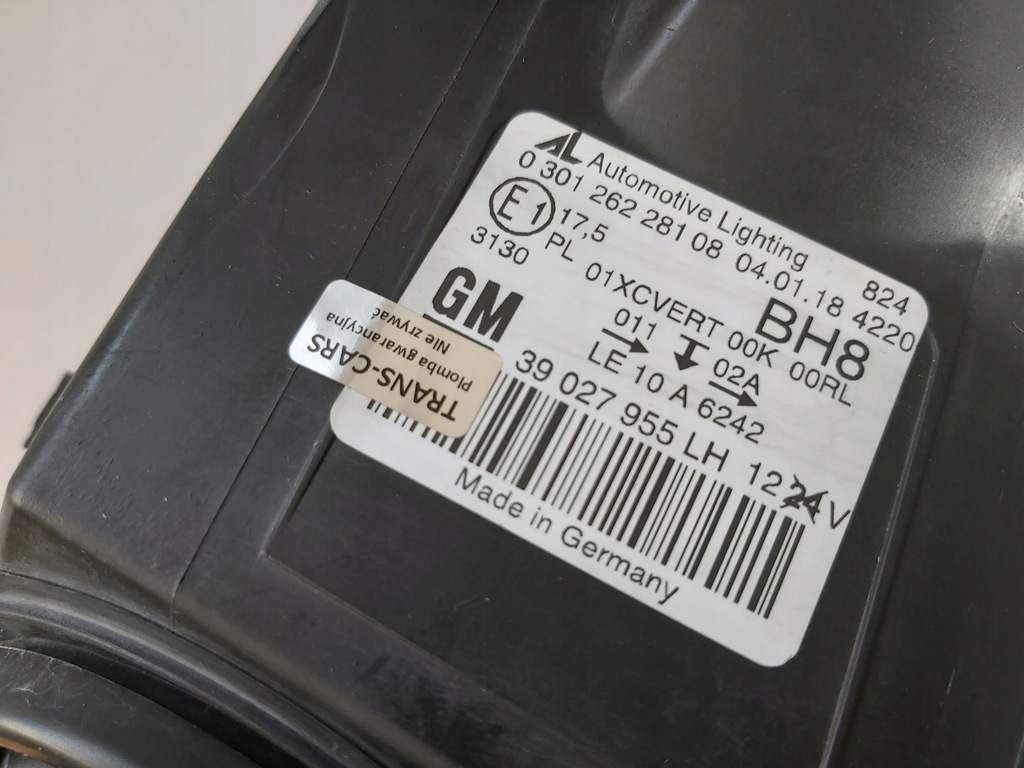 AL Automotive Lighting
0 301 262 281 08 04.01.18 824
4220
E1 17,5
3130 PL 01XCVERT 00K 00RL
BH8
011 02A
GM LE 10 A 6242
39 027 955 LH 12 24 V
Made in Germany
TRANS-CARS
Plomba gwarancyjna
Nie zrywać